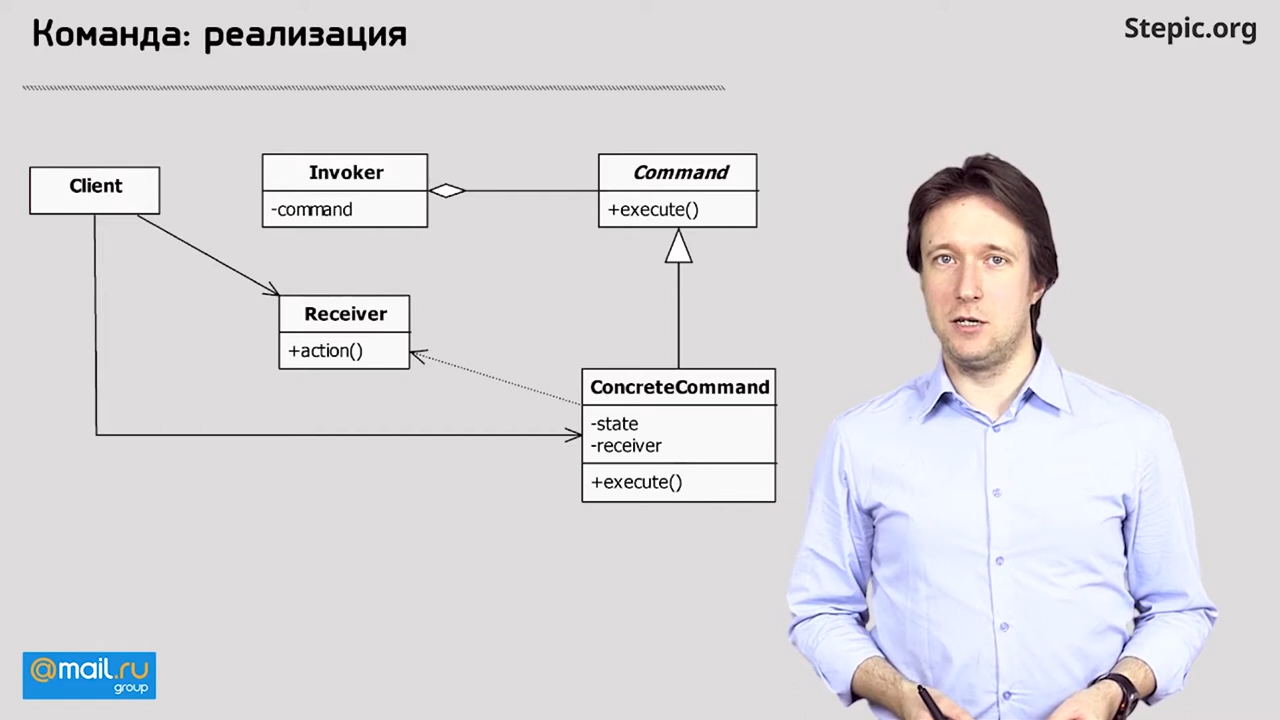 Команда: реализация
Stepic.org
Client
Invoker
-command
Command
+execute()
Receiver
+action()
ConcreteCommand
-state
-receiver
+execute()
@mail.ru
group